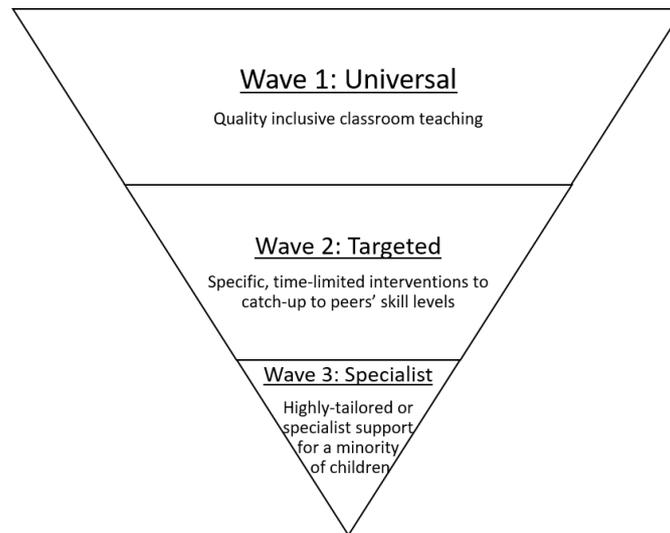 Wave 1: Universal
Quality inclusive classroom teaching
Wave 2: Targeted
Specific, time-limited interventions to
catch-up to peers’ skill levels
Wave 3: Specialist
Highly-tailored or
specialist support
for a minority
of children